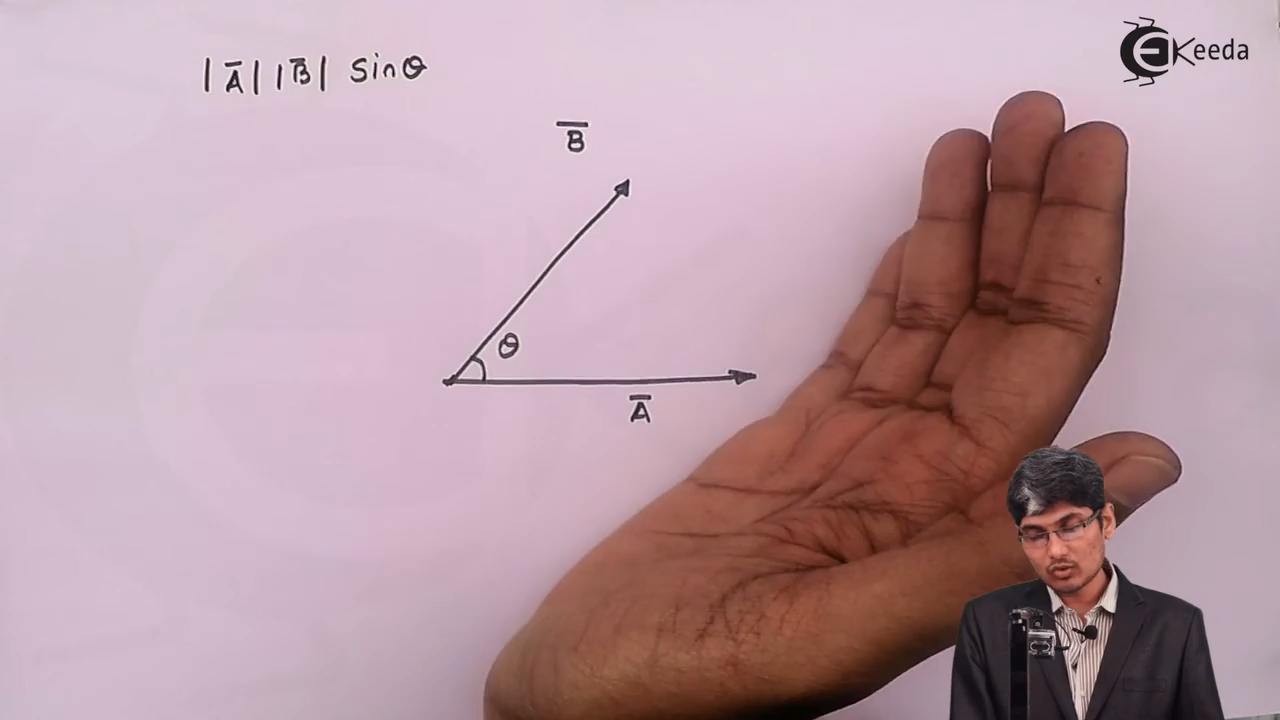 |A̅| |B̅| sinθ
EKeeda
B̅
θ
A̅